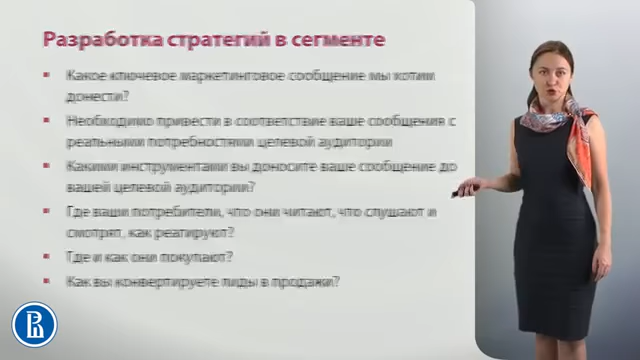 Разработка стратегий в сегменте
Какое ключевое маркетинговое сообщение мы хотим
донести?
Необходимо привести в соответствие ваше сообщения с
реальными потребностями целевой аудитории
Какими инструментами вы доносите ваше сообщение до
вашей целевой аудитории?
Где ваши потребители, что они читают, что слушают и
смотрят, как реагируют?
Где и как они покупают?
Как вы конвертируете лиды в продажи?